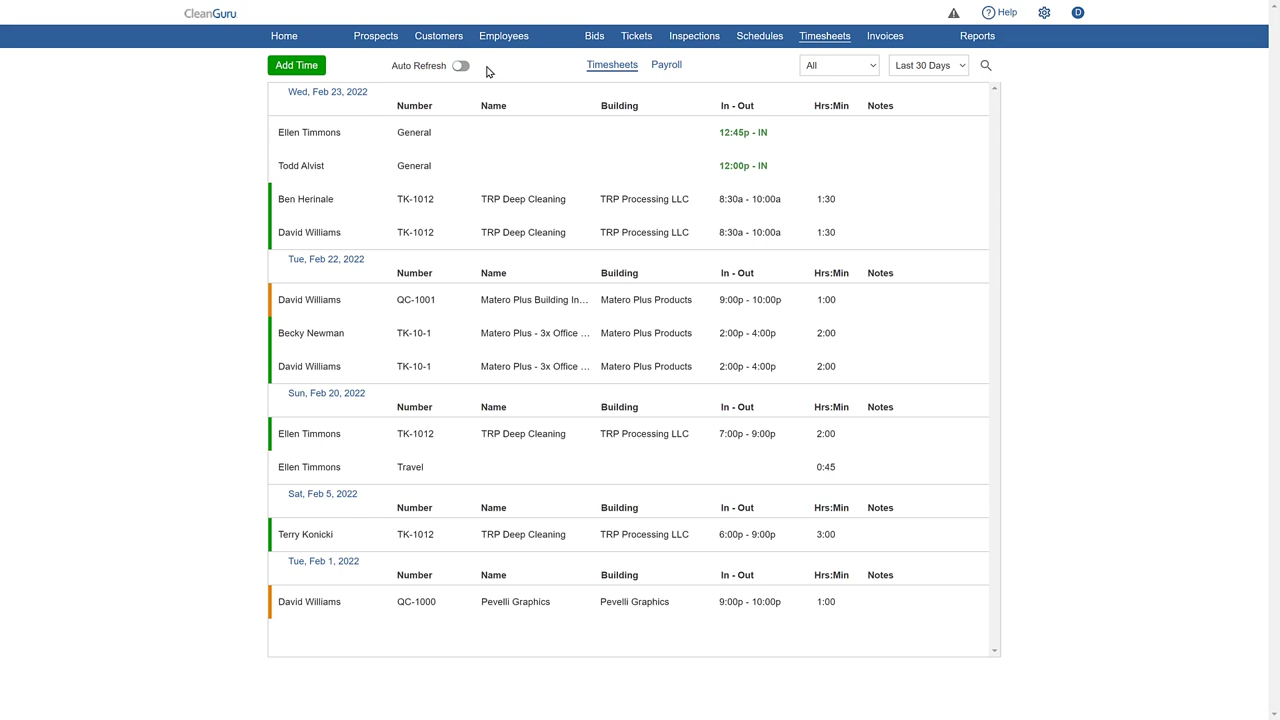 CleanGuru
Help
D
Home Prospects Customers Employees Bids Tickets Inspections Schedules Timesheets Invoices Reports
Add Time Auto Refresh Timesheets Payroll All Last 30 Days
Wed, Feb 23, 2022
Number Name Building In - Out Hrs:Min Notes
Ellen Timmons General 12:45p - IN
Todd Alvist General 12:00p - IN
Ben Herinale TK-1012 TRP Deep Cleaning TRP Processing LLC 8:30a - 10:00a 1:30
David Williams TK-1012 TRP Deep Cleaning TRP Processing LLC 8:30a - 10:00a 1:30
Tue, Feb 22, 2022
Number Name Building In - Out Hrs:Min Notes
David Williams QC-1001 Matero Plus Building In... Matero Plus Products 9:00p - 10:00p 1:00
Becky Newman TK-10-1 Matero Plus - 3x Office ... Matero Plus Products 2:00p - 4:00p 2:00
David Williams TK-10-1 Matero Plus - 3x Office ... Matero Plus Products 2:00p - 4:00p 2:00
Sun, Feb 20, 2022
Number Name Building In - Out Hrs:Min Notes
Ellen Timmons TK-1012 TRP Deep Cleaning TRP Processing LLC 7:00p - 9:00p 2:00
Ellen Timmons Travel 0:45
Sat, Feb 5, 2022
Number Name Building In - Out Hrs:Min Notes
Terry Konicki TK-1012 TRP Deep Cleaning TRP Processing LLC 6:00p - 9:00p 3:00
Tue, Feb 1, 2022
Number Name Building In - Out Hrs:Min Notes
David Williams QC-1000 Pevelli Graphics Pevelli Graphics 9:00p - 10:00p 1:00